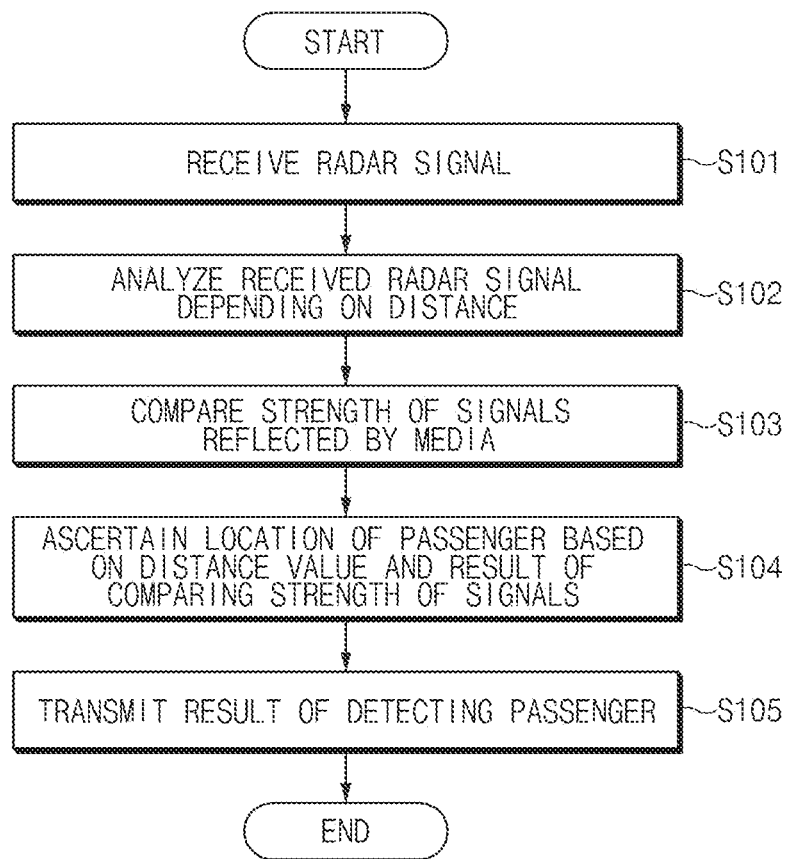 START
RECEIVE RADAR SIGNAL
S101
ANALYZE RECEIVED RADAR SIGNAL
DEPENDING ON DISTANCE
S102
COMPARE STRENGTH OF SIGNALS
REFLECTED BY MEDIA
S103
ASCERTAIN LOCATION OF PASSENGER BASED
ON DISTANCE VALUE AND RESULT OF
COMPARING STRENGTH OF SIGNALS
S104
TRANSMIT RESULT OF DETECTING PASSENGER
S105
END